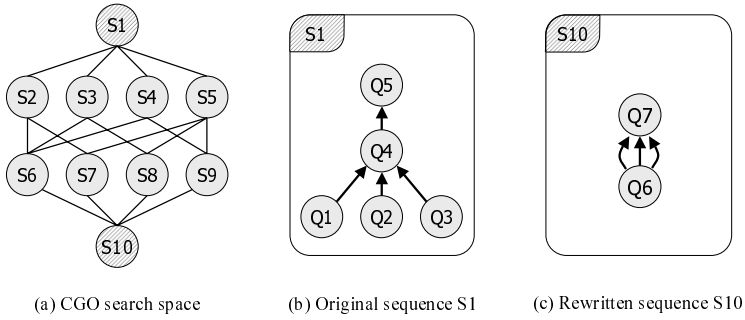 S1
S2 S3 S4 S5
S6 S7 S8 S9
S10
(a) CGO search space
S1
Q5
Q4
Q1 Q2 Q3
(b) Original sequence S1
S10
Q7
Q6
(c) Rewritten sequence S10